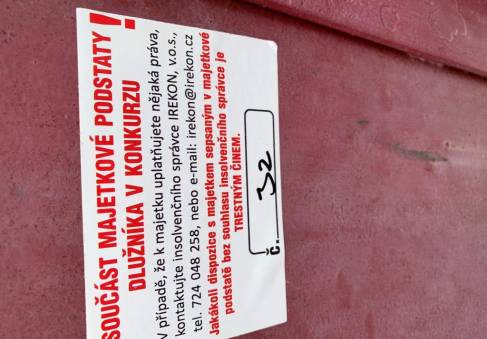 SOUČÁST MAJETKOVÉ PODSTATY !
DLUŽNÍKA V KONKURZU
V případě, že k majetku uplatňujete nějaká práva,
kontaktujte insolvenčního správce IREKON, v.o.s.,
tel. 724 048 258, nebo e-mail: irekon@irekon.cz
Jakákoli dispozice s majetkem sepsaným v majetkové
podstatě bez souhlasu insolvenčního správce je
TRESTNÝM ČINEM.
Č. 32